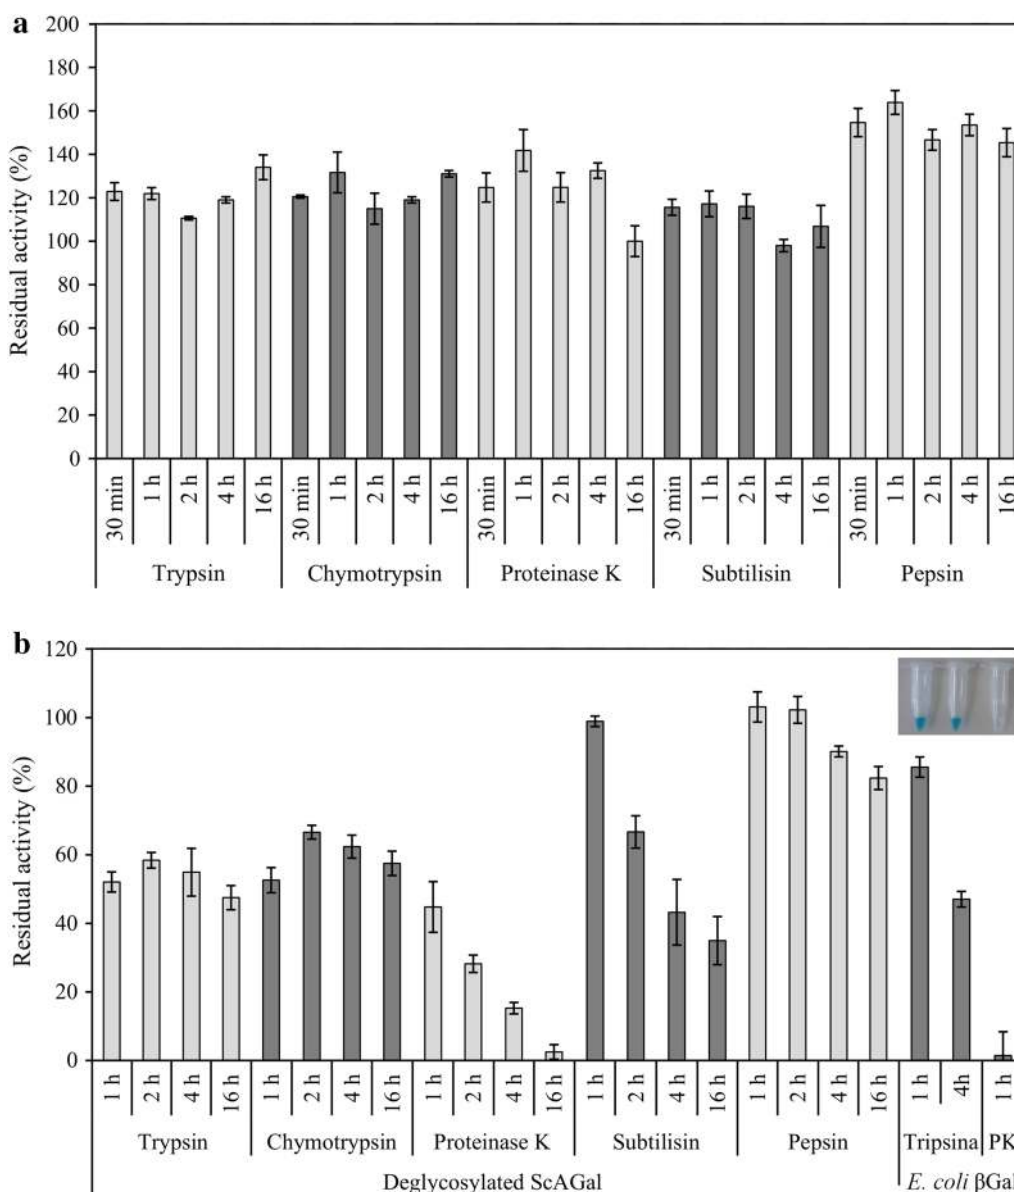 a
200
180
160
140
120
100
80
60
40
20
0
Residual activity (%)
30 min 1 h 2 h 4 h 16 h 30 min 1 h 2 h 4 h 16 h 30 min 1 h 2 h 4 h 16 h 30 min 1 h 2 h 4 h 16 h 30 min 1 h 2 h 4 h 16 h
Trypsin Chymotrypsin Proteinase K Subtilisin Pepsin
b
120
100
80
60
40
20
0
Residual activity (%)
1 h 2 h 4 h 16 h 1 h 2 h 4 h 16 h 1 h 2 h 4 h 16 h 1 h 2 h 4 h 16 h 1 h 2 h 4 h 16 h 1 h 4h 1 h
Trypsin Chymotrypsin Proteinase K Subtilisin Pepsin Tripsina PK
Deglycosylated ScAGal E. coli βGal